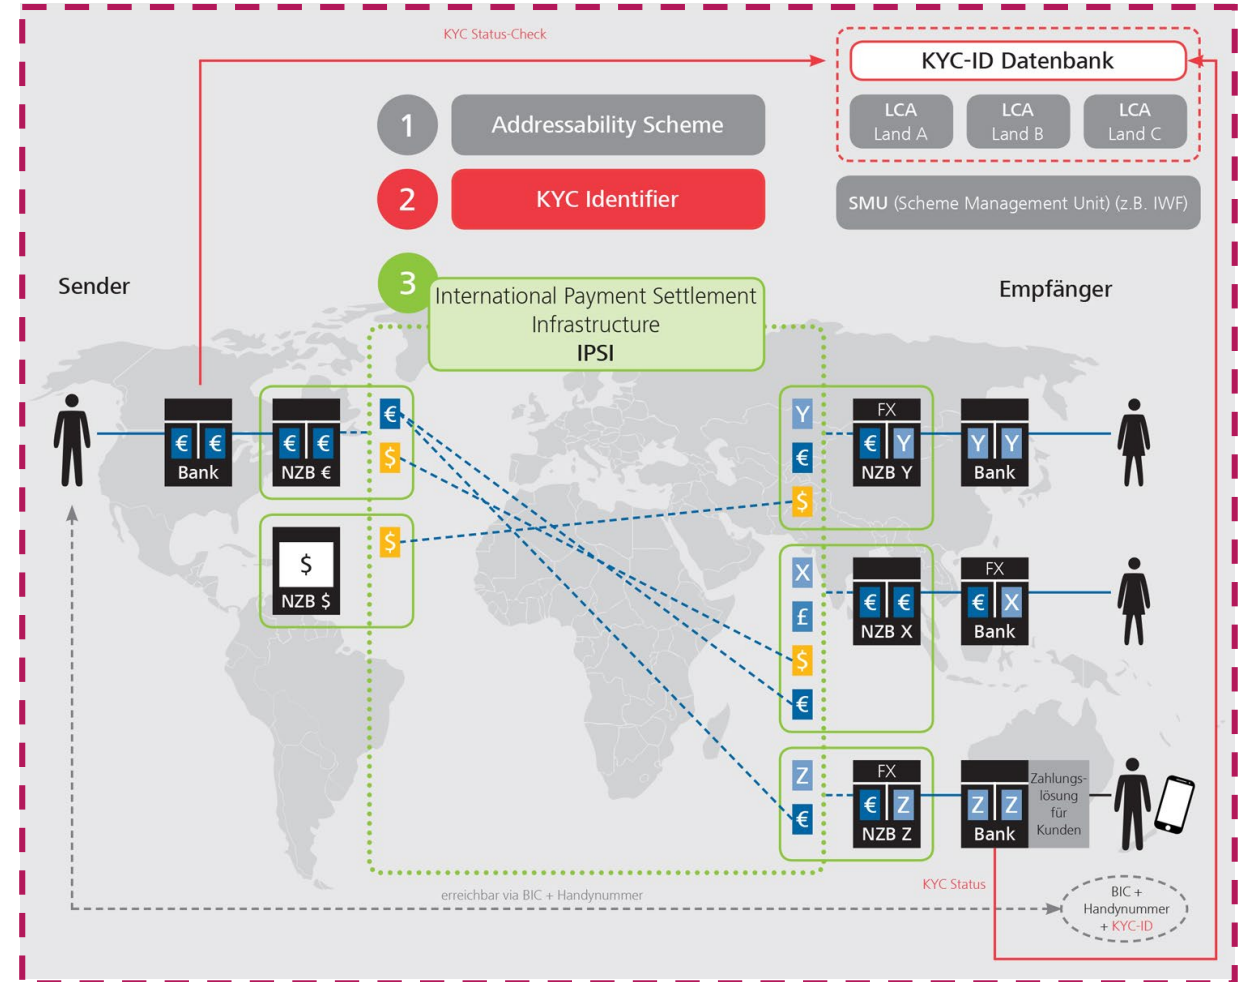 KYC Status-Check
KYC-ID Datenbank
LCA
Land A
LCA
Land B
LCA
Land C
1
Addressability Scheme
2
KYC Identifier
SMU (Scheme Management Unit) (z.B. IWF)
Sender
3
International Payment Settlement
Infrastructure
IPSI
Empfänger
€ €
Bank
€ €
NZB €
€
$
$
NZB $
$
Y
€
$
FX
€ Y
NZB Y
Y Y
Bank
X
£
$
€
€ €
NZB X
FX
€ X
Bank
Z
€
FX
€ Z
NZB Z
Z Z
Bank
Zahlungs-
lösung
für
Kunden
KYC Status
erreichbar via BIC + Handynummer
BIC +
Handynummer
+ KYC-ID